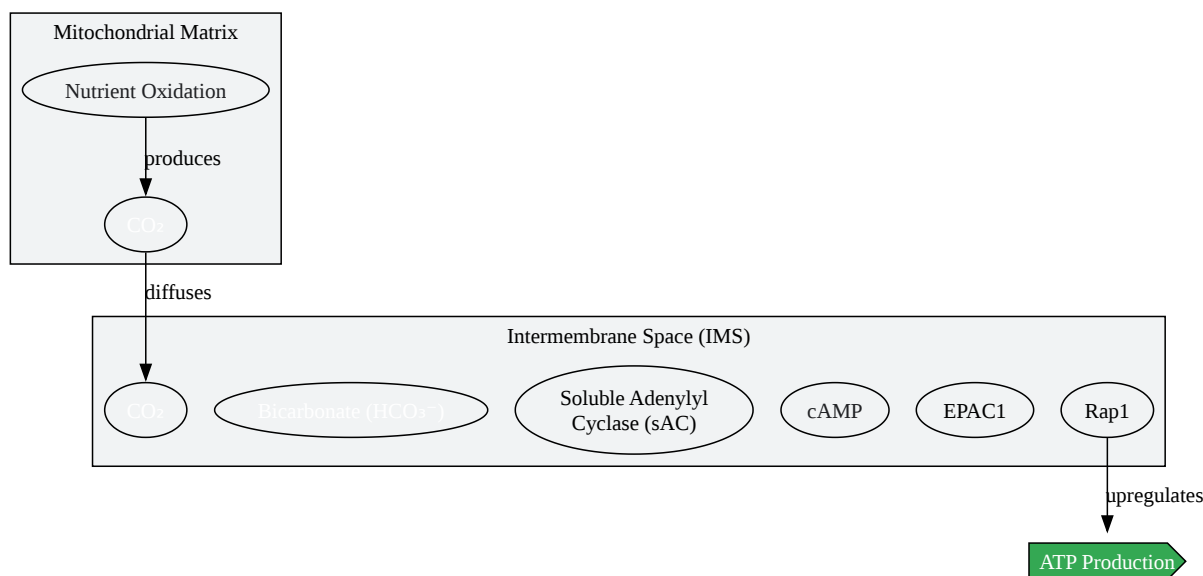 Mitochondrial Matrix
Nutrient Oxidation
produces
CO₂
diffuses
Intermembrane Space (IMS)
CO₂
Bicarbonate (HCO₃⁻)
Soluble Adenylyl
Cyclase (sAC)
cAMP
EPAC1
Rap1
upregulates
ATP Production